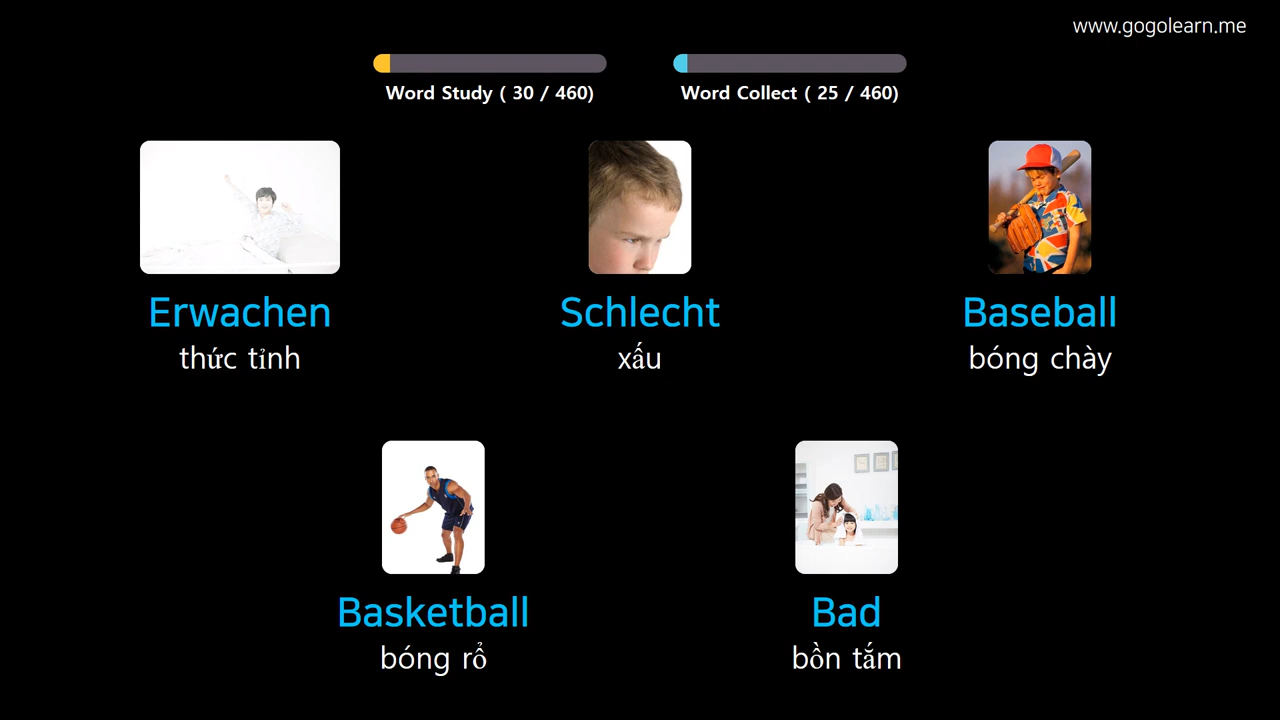 www.gogolearn.me
Word Study ( 30 / 460)
Word Collect ( 25 / 460)
Erwachen
thức tỉnh
Schlecht
xấu
Baseball
bóng chày
Basketball
bóng rổ
Bad
bồn tắm